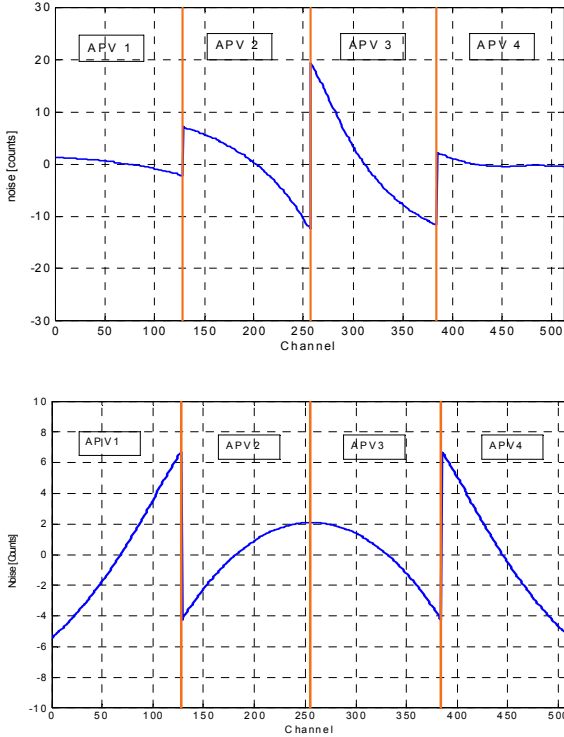 30
APV 1
APV 2
APV 3
APV 4
20
10
0
-10
-20
-30
noise [counts]
0 50 100 150 200 250 300 350 400 450 500
Channel
10
APV1
APV2
APV3
APV4
8
6
4
2
0
-2
-4
-6
-8
-10
Noise [Counts]
0 50 100 150 200 250 300 350 400 450 500
Channel